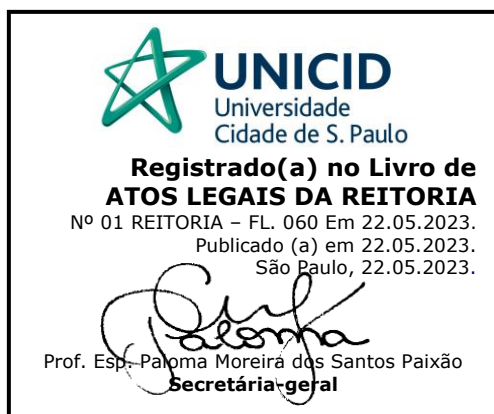 UNICID
Universidade
Cidade de S. Paulo
Registrado(a) no Livro de
ATOS LEGAIS DA REITORIA
Nº 01 REITORIA – FL. 060 Em 22.05.2023.
Publicado (a) em 22.05.2023.
São Paulo, 22.05.2023.
Paloma
Prof. Esp. Paloma Moreira dos Santos Paixão
Secretária-geral